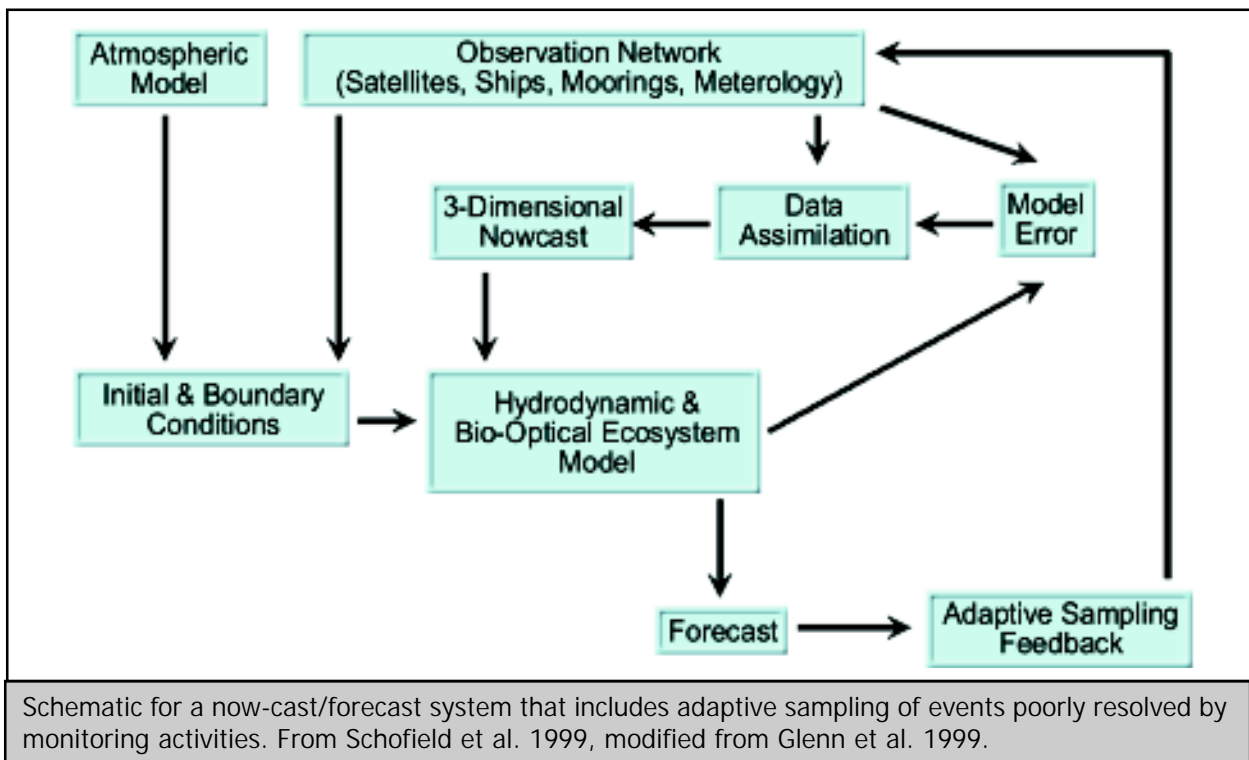 Atmospheric
Model
Observation Network
(Satellites, Ships, Moorings, Meterology)
3-Dimensional
Nowcast
Data
Assimilation
Model
Error
Initial & Boundary
Conditions
Hydrodynamic &
Bio-Optical Ecosystem
Model
Forecast
Adaptive Sampling
Feedback
Schematic for a now-cast/forecast system that includes adaptive sampling of events poorly resolved by
monitoring activities. From Schofield et al. 1999, modified from Glenn et al. 1999.